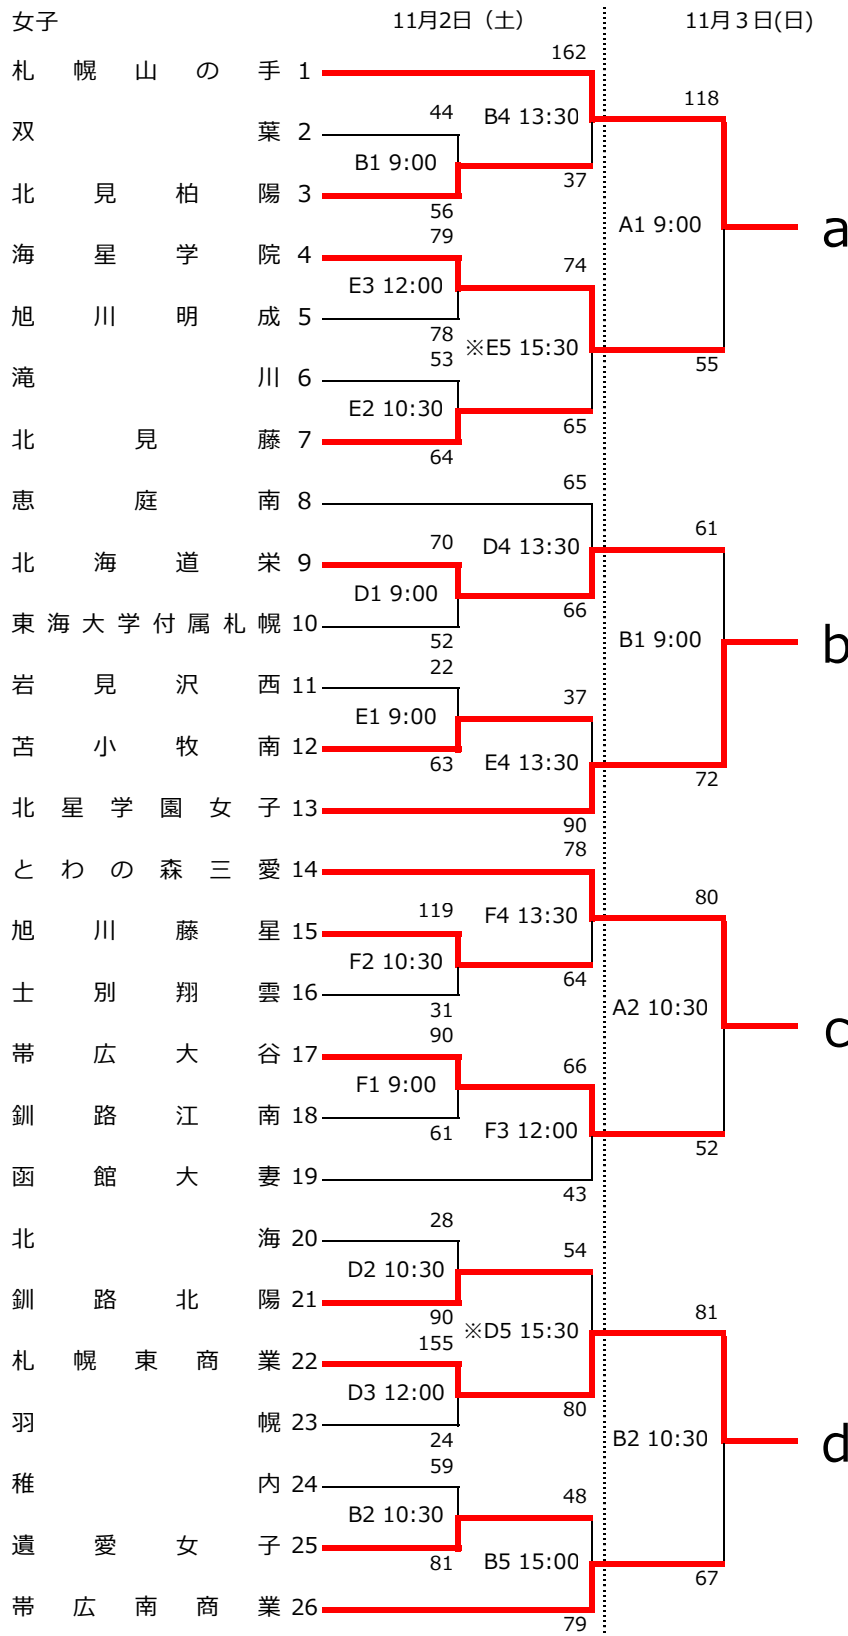 女子 11月2日（土） 11月３日(日)
162
札幌山の手 1
118
44 B4 13:30
双葉 2
B1 9:00
37
北見柏陽 3
56
A1 9:00 a
79
海星学院 4
74
E3 12:00
旭川明成 5
78 ※E5 15:30
53
55
滝川 6
E2 10:30
65
北見藤 7
64
65
恵庭南 8
61
70 D4 13:30
北海道栄 9
D1 9:00
66
東海大学付属札幌 10
52
B1 9:00 b
22
岩見沢西 11
37
E1 9:00
苫小牧南 12
63 E4 13:30
72
北星学園女子 13
90
78
とわの森三愛 14
80
119 F4 13:30
旭川藤星 15
F2 10:30
64
士別翔雲 16
31
A2 10:30 c
90
帯広大谷 17
66
F1 9:00
釧路江南 18
61 F3 12:00
52
函館大妻 19
43
28
北海 20
54
D2 10:30
釧路北陽 21
90 ※D5 15:30
81
155
札幌東商業 22
D3 12:00
80
羽幌 23
24
B2 10:30 d
59
稚内 24
48
B2 10:30
遺愛女子 25
81 B5 15:00
67
帯広南商業 26
79